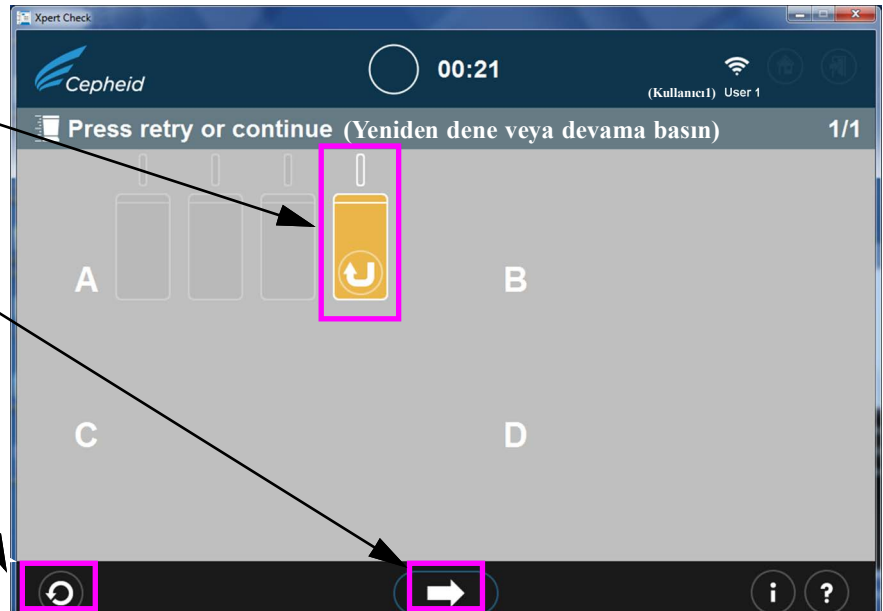 Xpert Check
Cepheid
00:21
(Kullanıcı1) User 1
Press retry or continue (Yeniden dene veya devama basın) 1/1
A B
C D
i ?